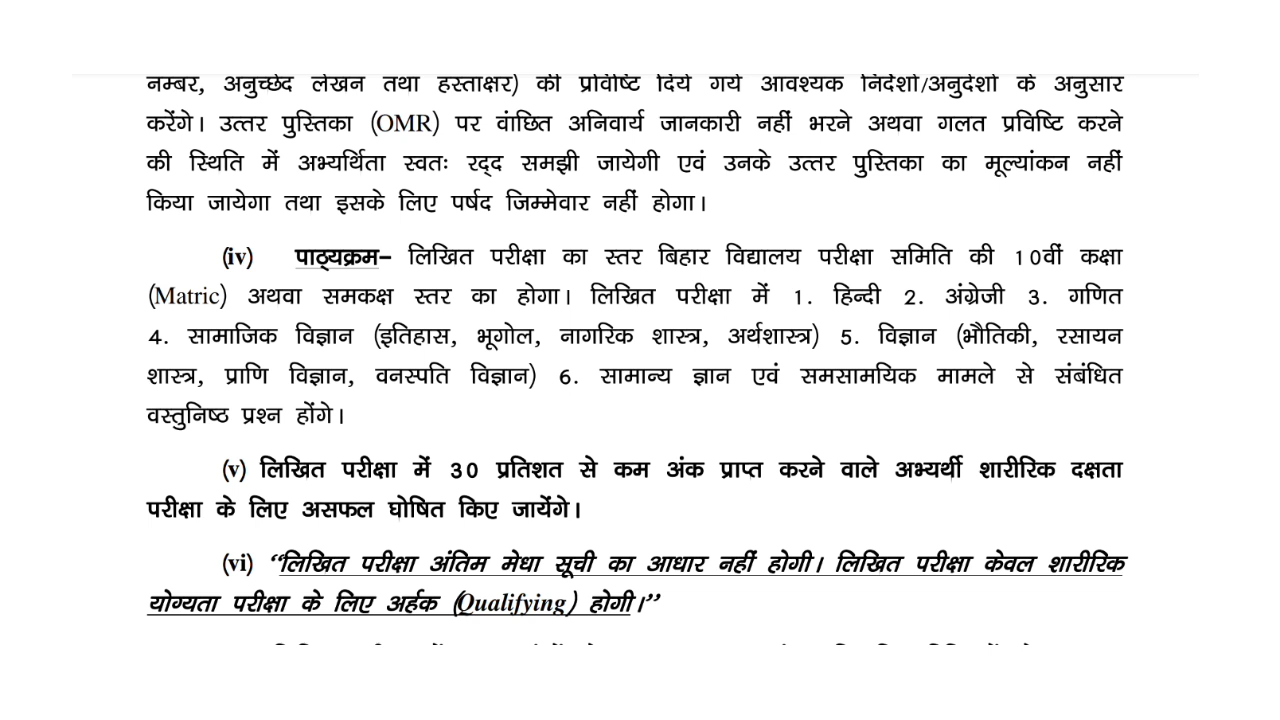 नम्बर, अनुच्छेद लेखन तथा हस्ताक्षर) की प्रविष्टि दिये गये आवश्यक निर्देशों/अनुदेशों के अनुसार
करेंगे। उत्तर पुस्तिका (OMR) पर वांछित अनिवार्य जानकारी नहीं भरने अथवा गलत प्रविष्टि करने
की स्थिति में अभ्यर्थिता स्वतः रद्द समझी जायेगी एवं उनके उत्तर पुस्तिका का मूल्यांकन नहीं
किया जायेगा तथा इसके लिए पर्षद जिम्मेवार नहीं होगा।
(iv) पाठ्यक्रम– लिखित परीक्षा का स्तर बिहार विद्यालय परीक्षा समिति की 10वीं कक्षा
(Matric) अथवा समकक्ष स्तर का होगा। लिखित परीक्षा में 1. हिन्दी 2. अंग्रेजी 3. गणित
4. सामाजिक विज्ञान (इतिहास, भूगोल, नागरिक शास्त्र, अर्थशास्त्र) 5. विज्ञान (भौतिकी, रसायन
शास्त्र, प्राणि विज्ञान, वनस्पति विज्ञान) 6. सामान्य ज्ञान एवं समसामयिक मामले से संबंधित
वस्तुनिष्ठ प्रश्न होंगे।
(v) लिखित परीक्षा में 30 प्रतिशत से कम अंक प्राप्त करने वाले अभ्यर्थी शारीरिक दक्षता
परीक्षा के लिए असफल घोषित किए जायेंगे।
(vi) “लिखित परीक्षा अंतिम मेधा सूची का आधार नहीं होगी। लिखित परीक्षा केवल शारीरिक
योग्यता परीक्षा के लिए अर्हक (Qualifying) होगी।”